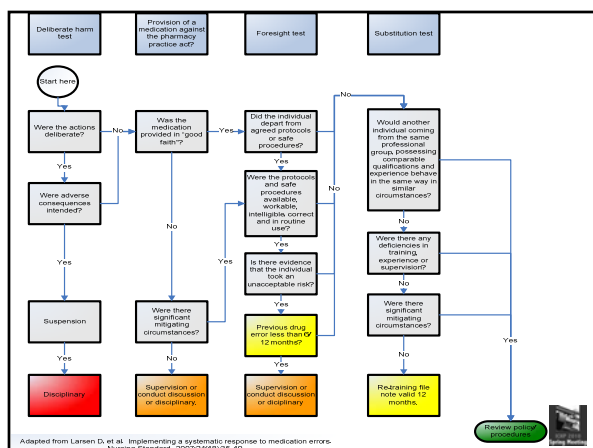 Deliberate harm
test
Provision of a
medication against
the pharmacy
practice act?
Foresight test
Substitution test
Start here
Were the actions
deliberate?
No
Yes
Were adverse
consequences
intended?
Yes
Suspension
Yes
Disciplinary.
Was the
medication
provided in "good
faith"?
Yes
No
Were there
significant
mitigating
circumstances?
Yes
No
Supervision or
conduct discussion
or diciplinary.
Did the individual
depart from
agreed protocols
or safe
procedures?
No
Yes
Were the protocols
and safe
procedures
available,
workable,
intelligible, correct
and in routine
use?
No
Yes
Is there evidence
that the individual
took an
unacceptable risk?
Yes
Previous drug
error less than 6/
12 months?
Yes
Supervision or
conduct discussion
or diciplinary
No
Would another
individual coming
from the same
professional
group, possessing
comparable
qualifications and
experience behave
in the same way in
similar
circumstances?
No
Were there any
deficiencies in
training,
experience or
supervision?
No
Were there
significant
mitigating
circumstances?
No
Re-training file
note valid 12
months.
Yes
Review policy/
procedures
Adapted from Larsen D, et al. Implementing a systematic response to medication errors.
Nursing Standard.